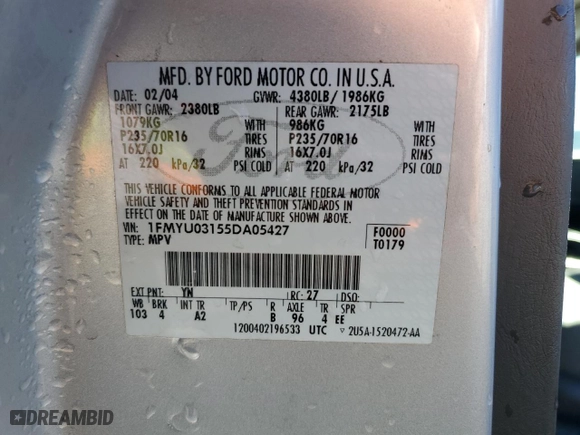 MFD. BY FORD MOTOR CO. IN U.S.A.
DATE: 02/04 GVWR: 4380LB/ 1986KG
FRONT GAWR: 2380LB REAR GAWR: 2175LB
1079KG WITH 986KG WITH
P235/70R16 TIRES P235/70R16 TIRES
16X7.0J RIMS 16X7.0J RIMS
AT 220 kPa/32 PSI COLD AT 220 kPa/32 PSI COLD
THIS VEHICLE CONFORMS TO ALL APPLICABLE FEDERAL MOTOR
VEHICLE SAFETY AND THEFT PREVENTION STANDARDS IN
EFFECT ON THE DATE OF MANUFACTURE SHOWN ABOVE.
VIN: 1FMYU03155DA05427 F0000
TYPE: MPV T0179
EXT PNT: YN RC: 27 DSO:
WB BRK INT TR TP/PS R AXLE TR SPR
103 4 A2 B 96 4 EE
1200402196533 UTC ▽ 2U5A-1520472-AA
Ford
DREAMBID